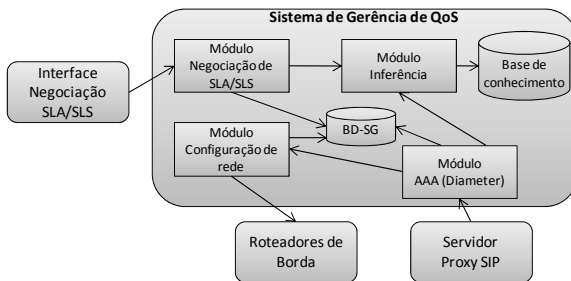 Sistema de Gerência de QoS
Interface
Negociação
SLA/SLS
Módulo
Negociação de
SLA/SLS
Módulo
Inferência
Base de
conhecimento
Módulo
Configuração de
rede
BD-SG
Módulo
AAA (Diameter)
Roteadores de
Borda
Servidor
Proxy SIP